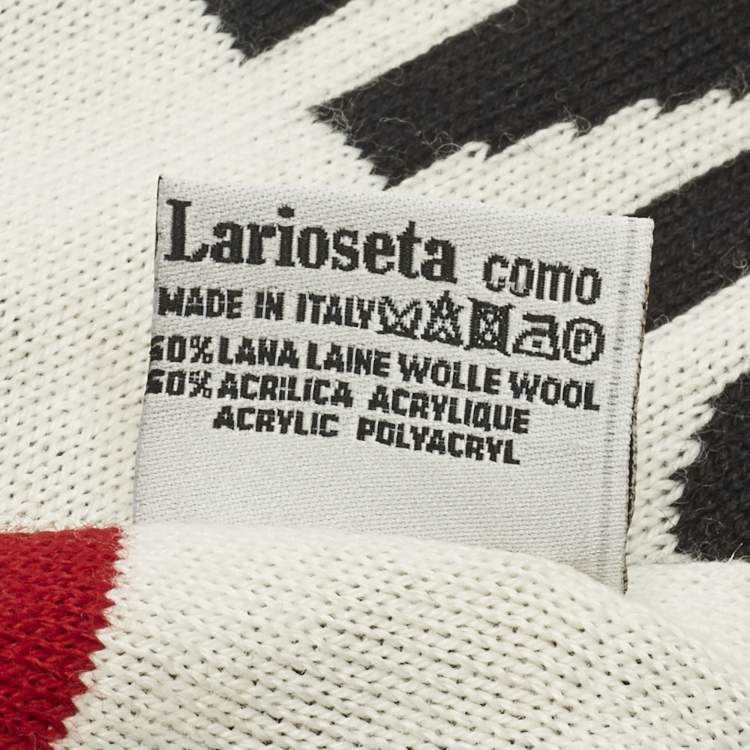 Larioseta como
MADE IN ITALY P
LANA LAINE WOLLE WOOL
ACRILICA ACRYLIQUE
ACRYLIC POLYACRYL